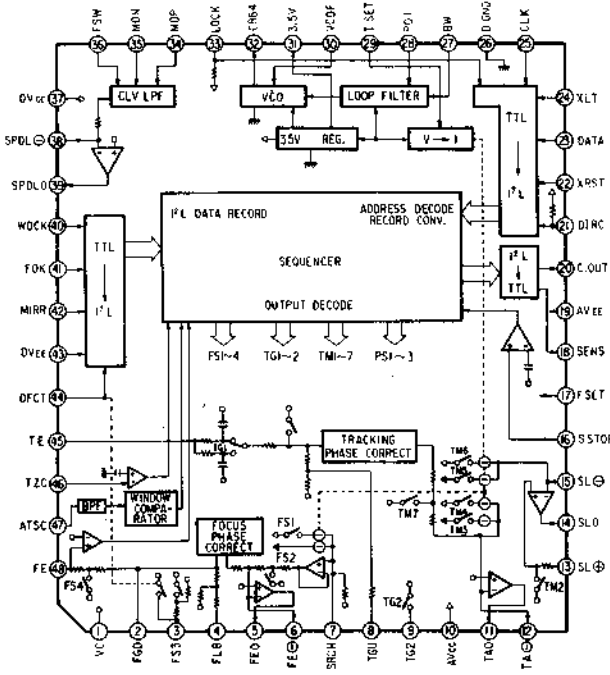 FSW MON MDP LOCK FR64 3.5V VCOF I SET PDI BW D GND CLK
36 35 34 33 32 31 30 29 28 27 26 25
DVcc 37
SPDL⊖ 38
SPDLO 39
WDCK 40
FOK 41
MIRR 42
DVEE 43
DFCT 44
TE 45
TZC 46
ATSC 47
FE 48
CLV LPF
VCO
LOOP FILTER
3.5V REG.
V → I
TTL
↓
I²L
24 XLT
23 DATA
22 XRST
21 DIRC
20 C.OUT
19 AVEE
18 SENS
17 FSET
16 SSTOP
15 SL⊖
14 SLO
13 SL⊕
I²L DATA RECORD
ADDRESS DECODE
RECORD CONV.
SEQUENCER
OUTPUT DECODE
TTL
↓
I²L
I²L
↓
TTL
FS1~4 TG1~2 TM1~7 PS1~3
TG1
TRACKING
PHASE CORRECT
TM6
TM5
TM7
TM4
TM3
BPF
WINDOW
COMPA-
RATOR
FOCUS
PHASE
CORRECT
FS1
FS2
FS4
TG2
TM2
1 2 3 4 5 6 7 8 9 10 11 12
VC FGD FS3 FLB FEO FE⊖ SRCH TGU TG2 AVcc TAO TA⊖